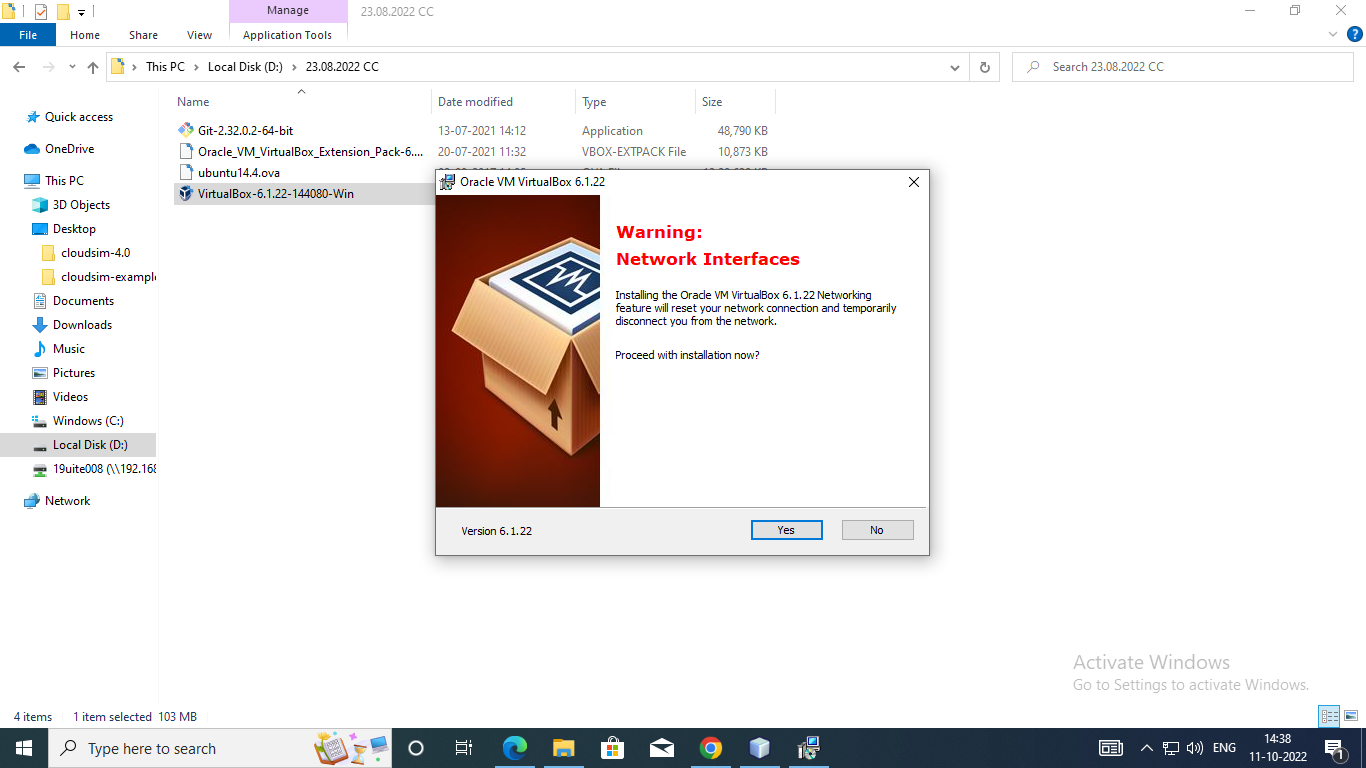 Manage
23.08.2022 CC
File
Home
Share
View
Application Tools
This PC
Local Disk (D:)
23.08.2022 CC
Search 23.08.2022 CC
Name
Date modified
Type
Size
Git-2.32.0.2-64-bit
13-07-2021 14:12
Application
48,790 KB
Oracle_VM_VirtualBox_Extension_Pack-6....
20-07-2021 11:32
VBOX-EXTPACK File
10,873 KB
ubuntu14.4.ova
VirtualBox-6.1.22-144080-Win
Quick access
OneDrive
This PC
3D Objects
Desktop
cloudsim-4.0
cloudsim-example
Documents
Downloads
Music
Pictures
Videos
Windows (C:)
Local Disk (D:)
19uite008 (\\192.168
Network
Oracle VM VirtualBox 6.1.22
Warning:
Network Interfaces
Installing the Oracle VM VirtualBox 6.1.22 Networking
feature will reset your network connection and temporarily
disconnect you from the network.
Proceed with installation now?
Version 6.1.22
Yes
No
Activate Windows
Go to Settings to activate Windows.
4 items
1 item selected 103 MB
Type here to search
ENG
14:38
11-10-2022
1